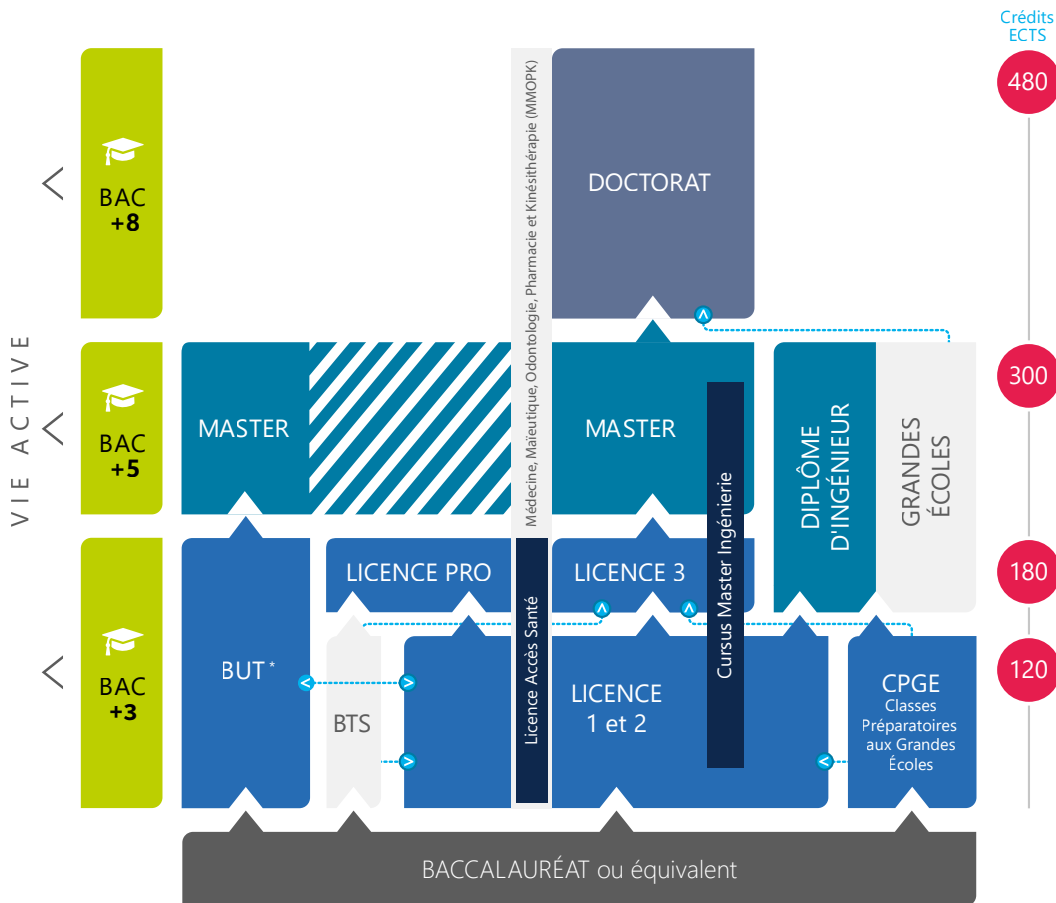 Crédits
ECTS
480
BAC
+8
Médecine, Maïeutique, Odontologie, Pharmacie et Kinésithérapie (MMOPK)
DOCTORAT
VIE ACTIVE
300
BAC
+5
MASTER
MASTER
DIPLÔME
D'INGÉNIEUR
GRANDES
ÉCOLES
Cursus Master Ingénierie
180
LICENCE PRO
LICENCE 3
Licence Accès Santé
120
BAC
+3
BUT *
BTS
LICENCE
1 et 2
CPGE
Classes
Préparatoires
aux Grandes
Écoles
BACCALAURÉAT ou équivalent